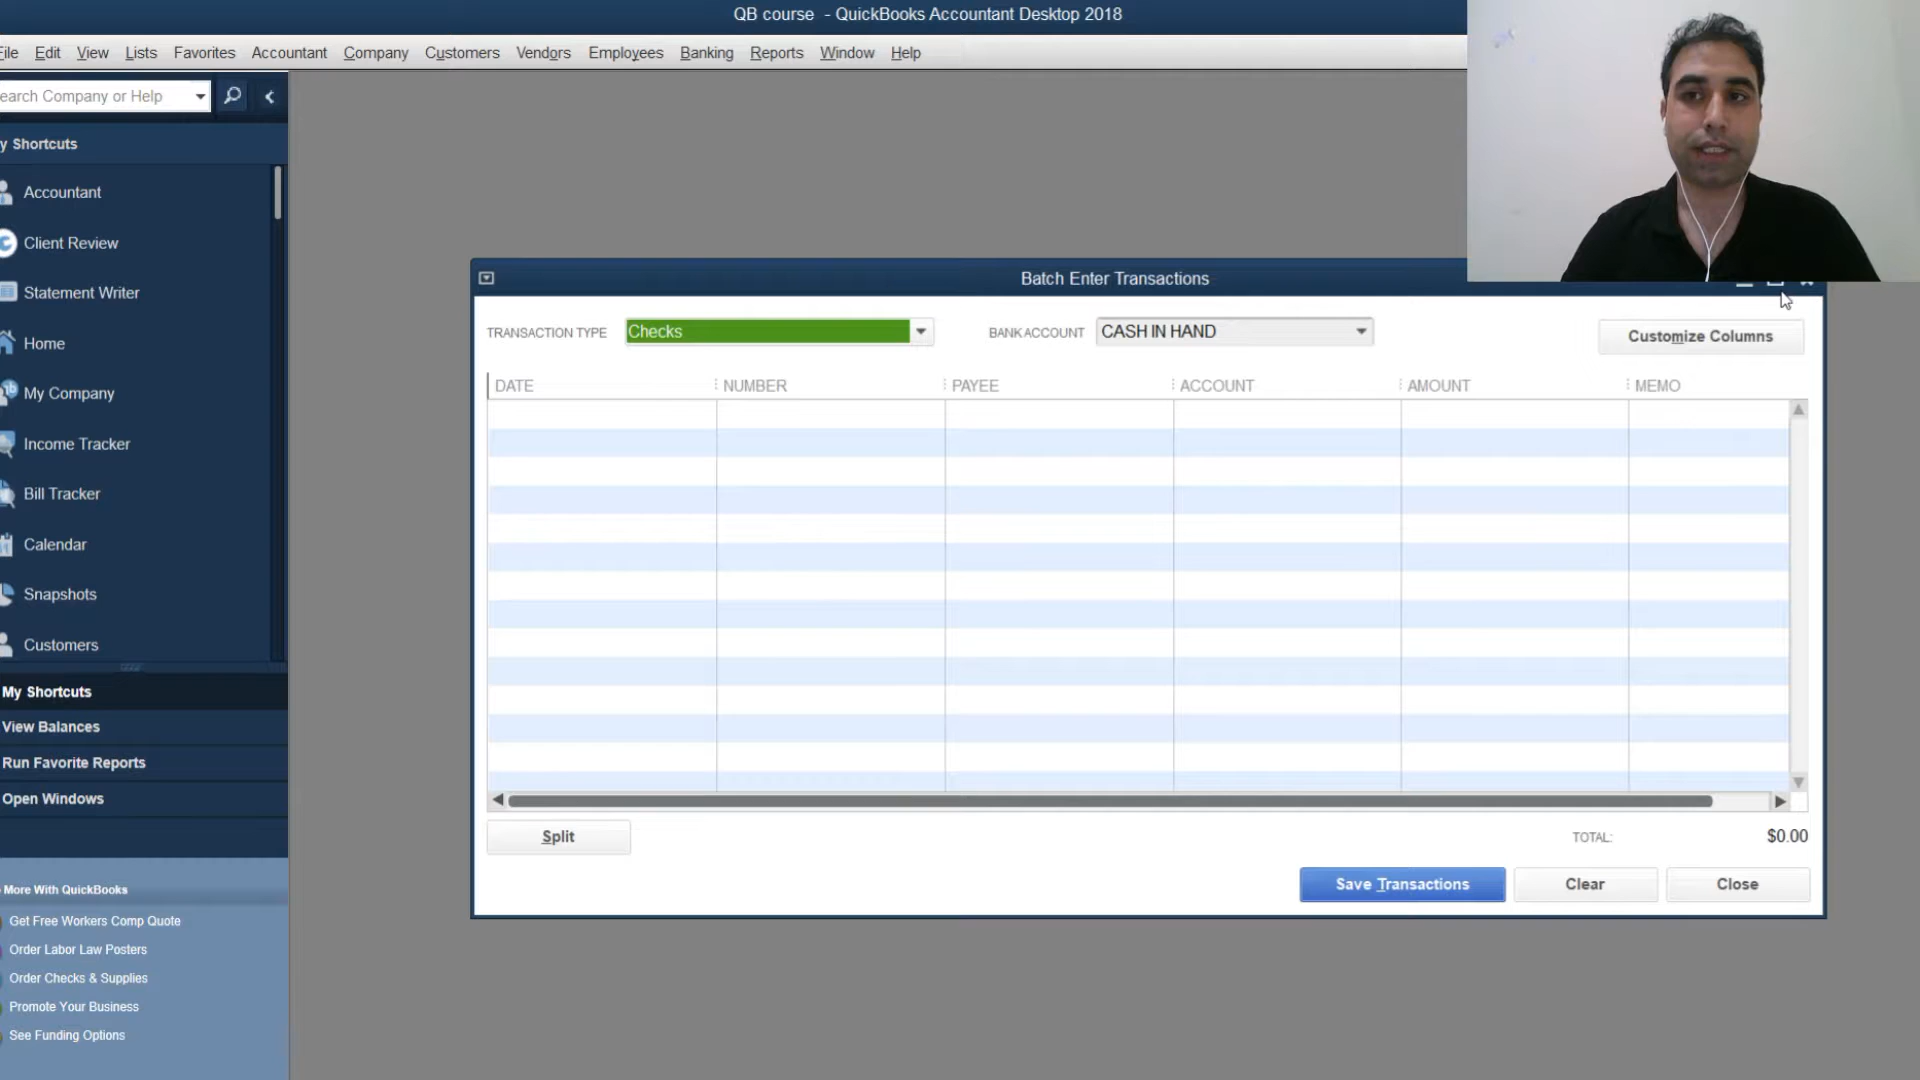 QB course - QuickBooks Accountant Desktop 2018
File Edit View Lists Favorites Accountant Company Customers Vendors Employees Banking Reports Window Help
earch Company or Help
y Shortcuts
Accountant
Client Review
Statement Writer
Home
My Company
Income Tracker
Bill Tracker
Calendar
Snapshots
Customers
My Shortcuts
View Balances
Run Favorite Reports
Open Windows
More With QuickBooks
Get Free Workers Comp Quote
Order Labor Law Posters
Order Checks & Supplies
Promote Your Business
See Funding Options
Batch Enter Transactions
TRANSACTION TYPE Checks BANK ACCOUNT CASH IN HAND Customize Columns
DATE NUMBER PAYEE ACCOUNT AMOUNT MEMO
Split TOTAL: $0.00
Save Transactions Clear Close